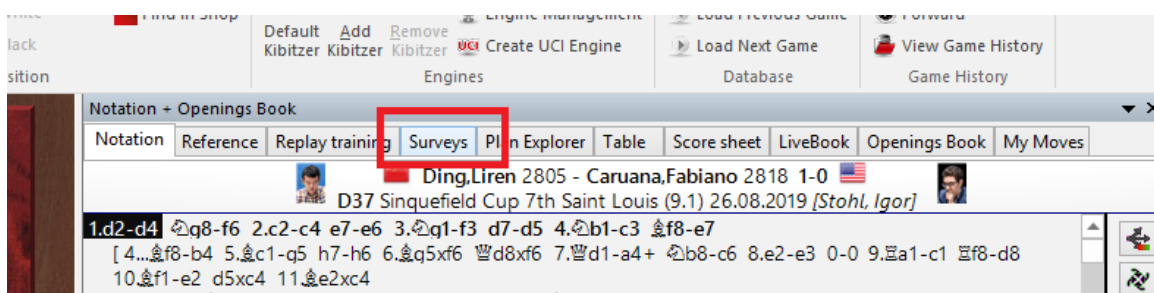 Find in Shop
Engine Management
Load Previous Game
Forward
Default Add Remove
lack
Kibitzer Kibitzer Kibitzer UCI Create UCI Engine
Load Next Game
View Game History
sition
Engines
Database
Game History
Notation + Openings Book
Notation Reference Replay training Surveys Plan Explorer Table Score sheet LiveBook Openings Book My Moves
Ding,Liren 2805 - Caruana,Fabiano 2818 1-0
D37 Sinquefield Cup 7th Saint Louis (9.1) 26.08.2019 [Stohl, Igor]
1.d2-d4 ♘g8-f6 2.c2-c4 e7-e6 3.♘g1-f3 d7-d5 4.♘b1-c3 ♗f8-e7
[ 4...♗f8-b4 5.♗c1-g5 h7-h6 6.♗g5xf6 ♕d8xf6 7.♕d1-a4+ ♘b8-c6 8.e2-e3 0-0 9.♖a1-c1 ♖f8-d8
10.♗f1-e2 d5xc4 11.♗e2xc4